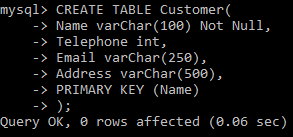 mysql> CREATE TABLE Customer(
    -> Name varChar(100) Not Null,
    -> Telephone int,
    -> Email varChar(250),
    -> Address varChar(500),
    -> PRIMARY KEY (Name)
    -> );
Query OK, 0 rows affected (0.06 sec)